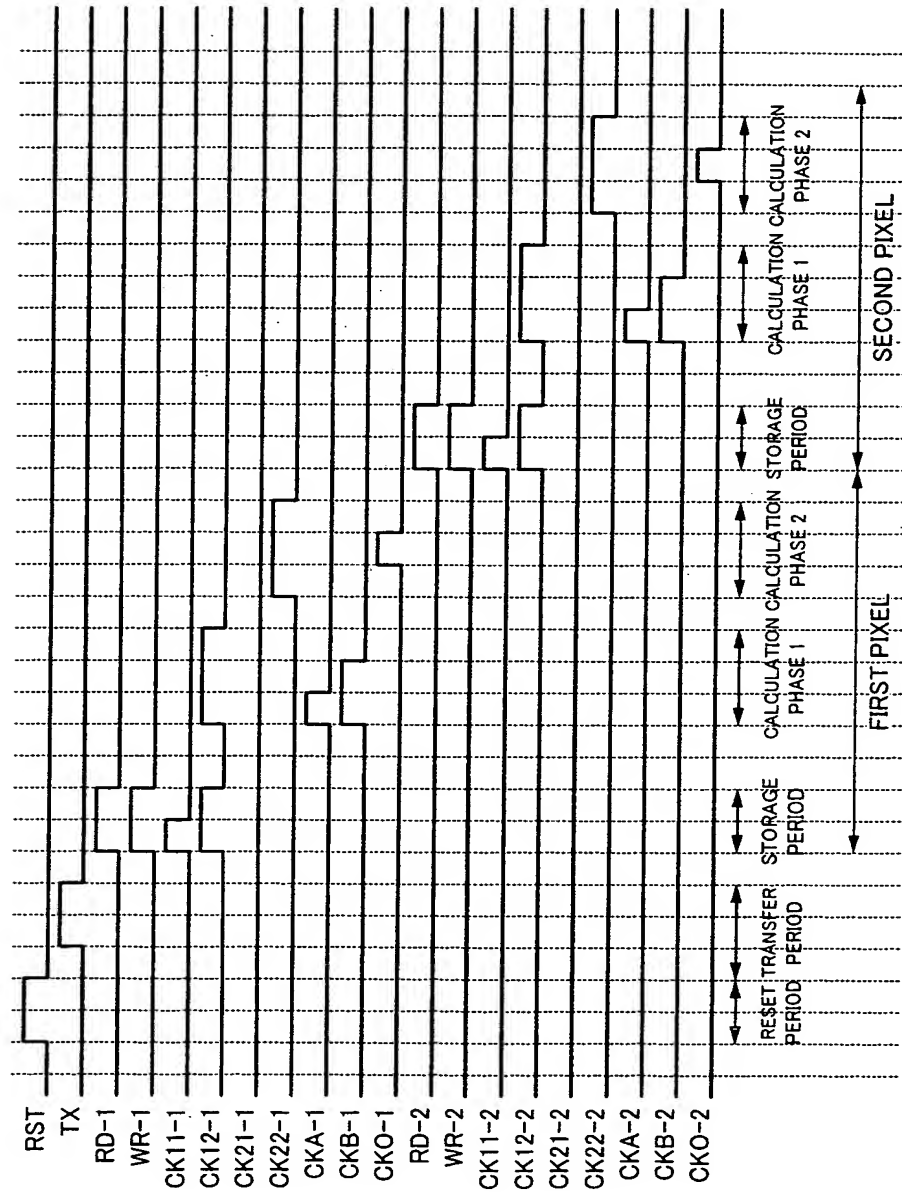 RST
TX
RD-1
WR-1
CK11-1
CK12-1
CK21-1
CK22-1
CKA-1
CKB-1
CKO-1
RD-2
WR-2
CK11-2
CK12-2
CK21-2
CK22-2
CKA-2
CKB-2
CKO-2
RESET
PERIOD
TRANSFER
PERIOD
STORAGE
PERIOD
CALCULATION
PHASE 1
CALCULATION
PHASE 2
STORAGE
PERIOD
CALCULATION
PHASE 1
CALCULATION
PHASE 2
FIRST PIXEL
SECOND PIXEL